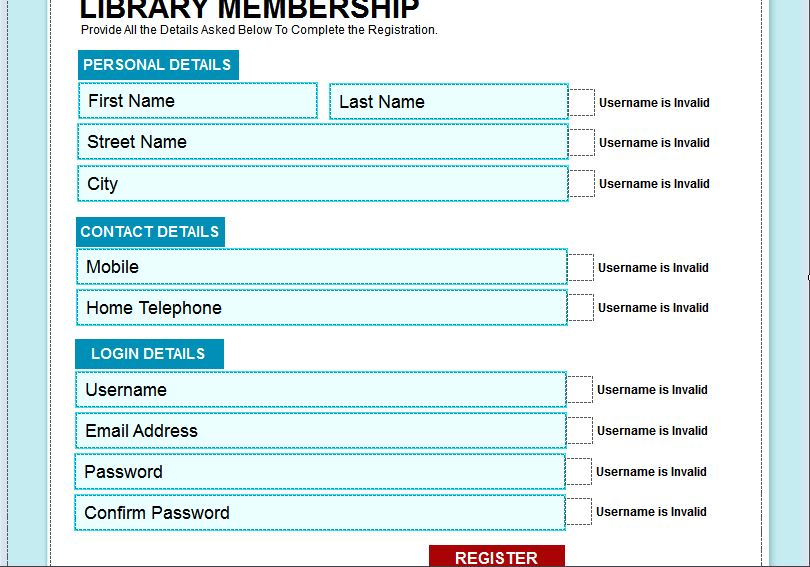 LIBRARY MEMBERSHIP
Provide All the Details Asked Below To Complete the Registration.
PERSONAL DETAILS
First Name Last Name Username is Invalid
Street Name Username is Invalid
City Username is Invalid
CONTACT DETAILS
Mobile Username is Invalid
Home Telephone Username is Invalid
LOGIN DETAILS
Username Username is Invalid
Email Address Username is Invalid
Password Username is Invalid
Confirm Password Username is Invalid
REGISTER